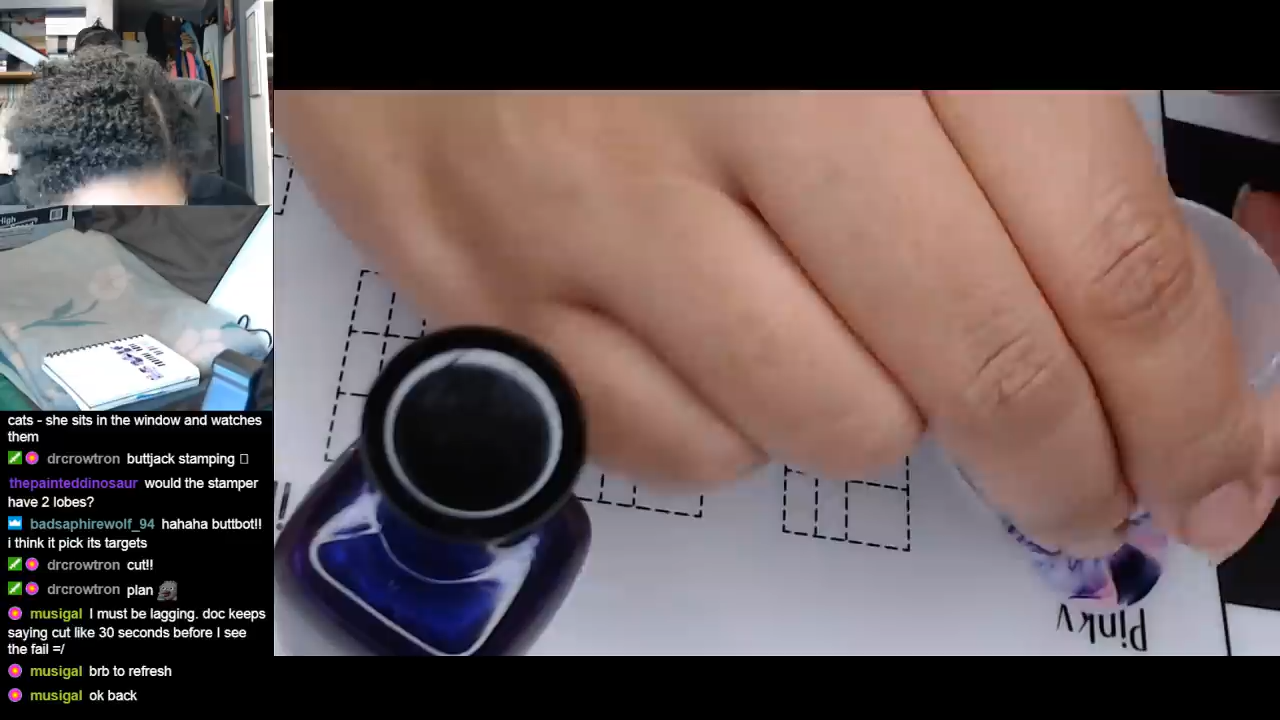 High
cats - she sits in the window and watches
them
drcrowtron buttjack stamping
thepainteddinosaur would the stamper
have 2 lobes?
badsaphirewolf_94 hahaha buttbot!!
i think it pick its targets
drcrowtron cut!!
drcrowtron plan
musigal I must be lagging. doc keeps
saying cut like 30 seconds before I see
the fail =/
musigal brb to refresh
musigal ok back
!!
Pinky